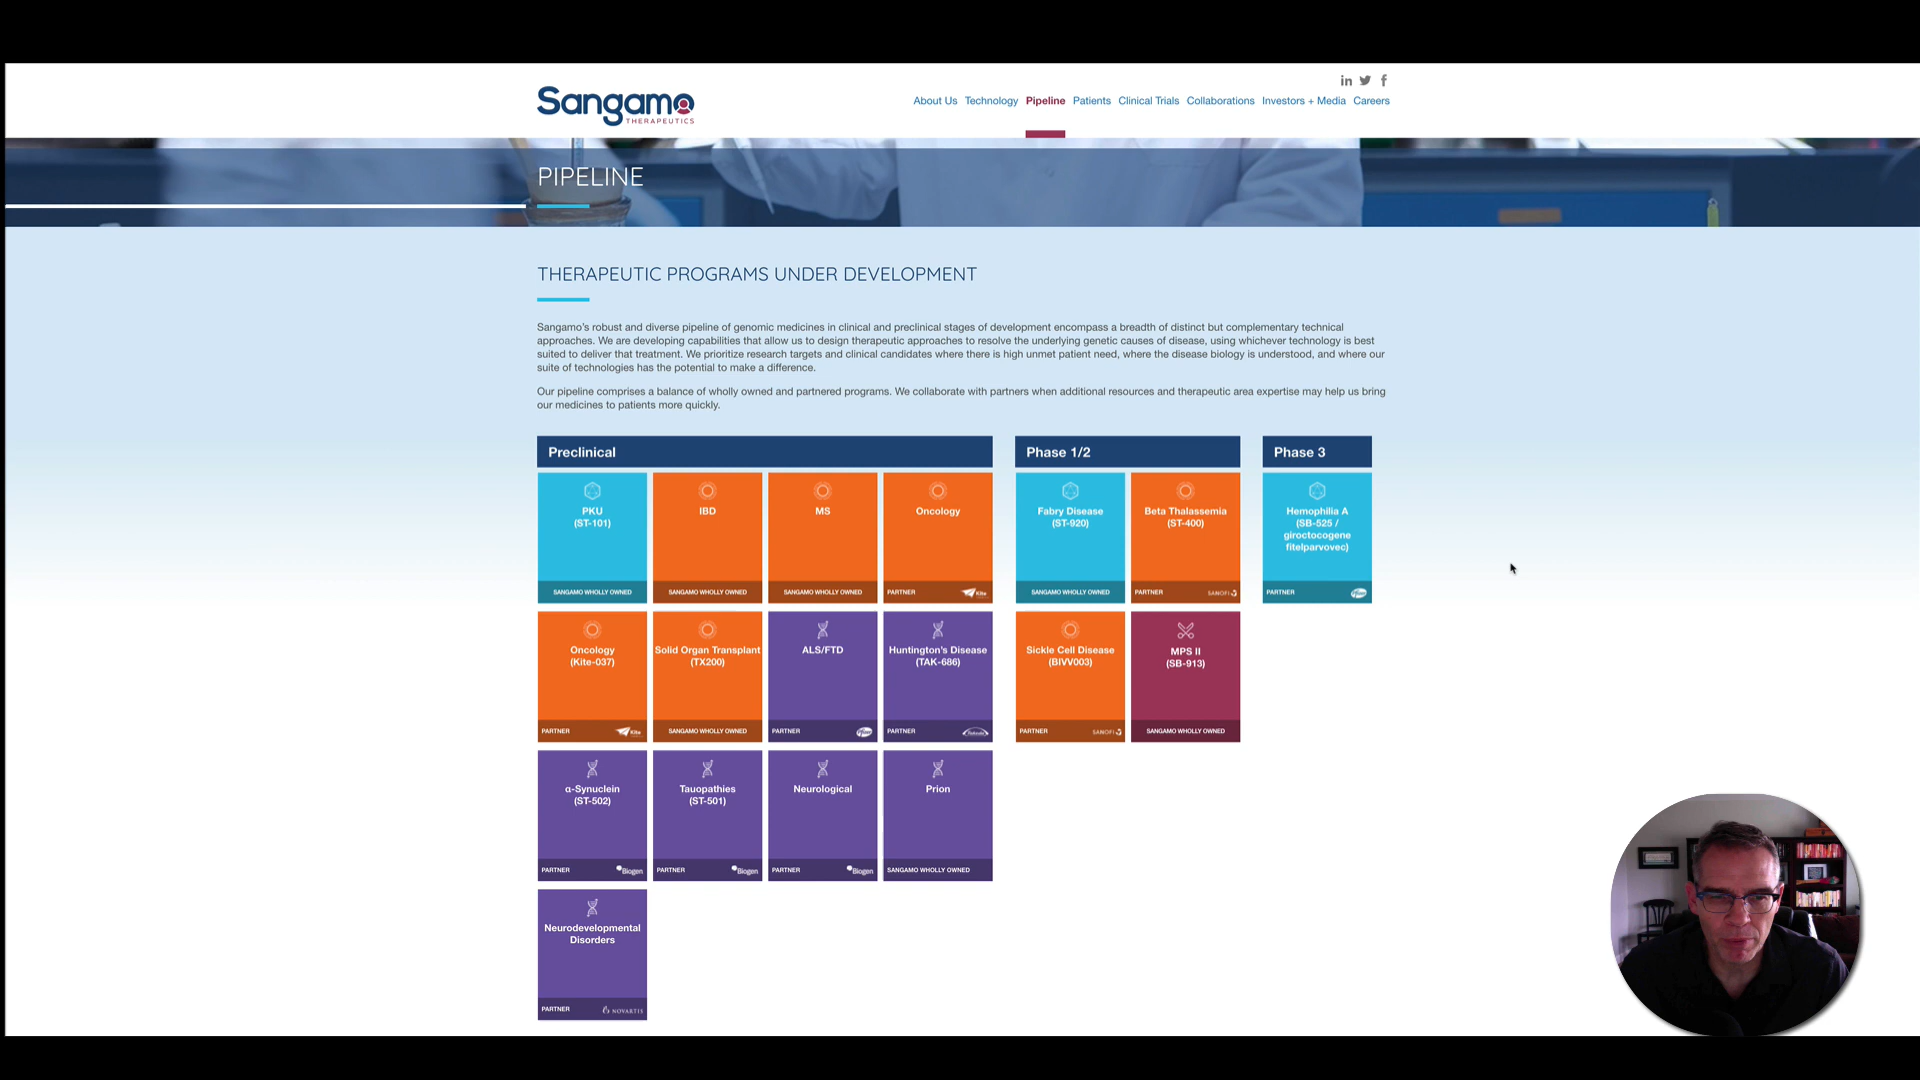 Sangamo
THERAPEUTICS
About Us Technology Pipeline Patients Clinical Trials Collaborations Investors + Media Careers
PIPELINE
THERAPEUTIC PROGRAMS UNDER DEVELOPMENT
Sangamo's robust and diverse pipeline of genomic medicines in clinical and preclinical stages of development encompass a breadth of distinct but complementary technical
approaches. We are developing capabilities that allow us to design therapeutic approaches to resolve the underlying genetic causes of disease, using whichever technology is best
suited to deliver that treatment. We prioritize research targets and clinical candidates where there is high unmet patient need, where the disease biology is understood, and where our
suite of technologies has the potential to make a difference.
Our pipeline comprises a balance of wholly owned and partnered programs. We collaborate with partners when additional resources and therapeutic area expertise may help us bring
our medicines to patients more quickly.
Preclinical
PKU
(ST-101)
SANGAMO WHOLLY OWNED
IBD
SANGAMO WHOLLY OWNED
MS
SANGAMO WHOLLY OWNED
Oncology
PARTNER Kite
Oncology
(Kite-037)
PARTNER Kite
Solid Organ Transplant
(TX200)
SANGAMO WHOLLY OWNED
ALS/FTD
PARTNER Pfizer
Huntington's Disease
(TAK-686)
PARTNER
α-Synuclein
(ST-502)
PARTNER Biogen
Tauopathies
(ST-501)
PARTNER Biogen
Neurological
PARTNER Biogen
Prion
SANGAMO WHOLLY OWNED
Neurodevelopmental
Disorders
PARTNER NOVARTIS
Phase 1/2
Fabry Disease
(ST-920)
SANGAMO WHOLLY OWNED
Beta Thalassemia
(ST-400)
PARTNER SANOFI
Sickle Cell Disease
(BIVV003)
PARTNER SANOFI
MPS II
(SB-913)
SANGAMO WHOLLY OWNED
Phase 3
Hemophilia A
(SB-525 /
giroctocogene
fitelparvovec)
PARTNER Pfizer